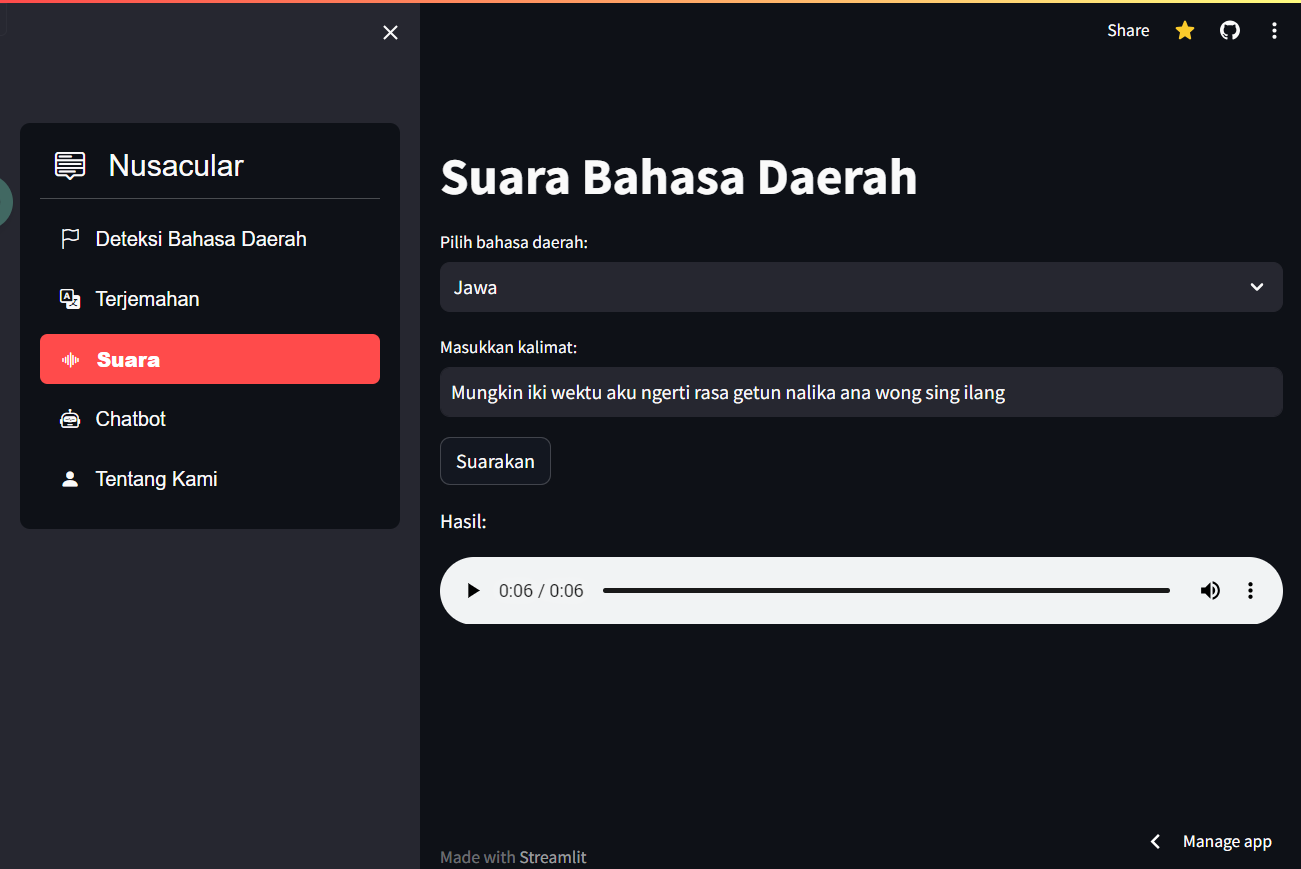 Share
Nusacular
Deteksi Bahasa Daerah
Terjemahan
Suara
Chatbot
Tentang Kami
Suara Bahasa Daerah
Pilih bahasa daerah:
Jawa
Masukkan kalimat:
Mungkin iki wektu aku ngerti rasa getun nalika ana wong sing ilang
Suarakan
Hasil:
0:06 / 0:06
Manage app
Made with Streamlit